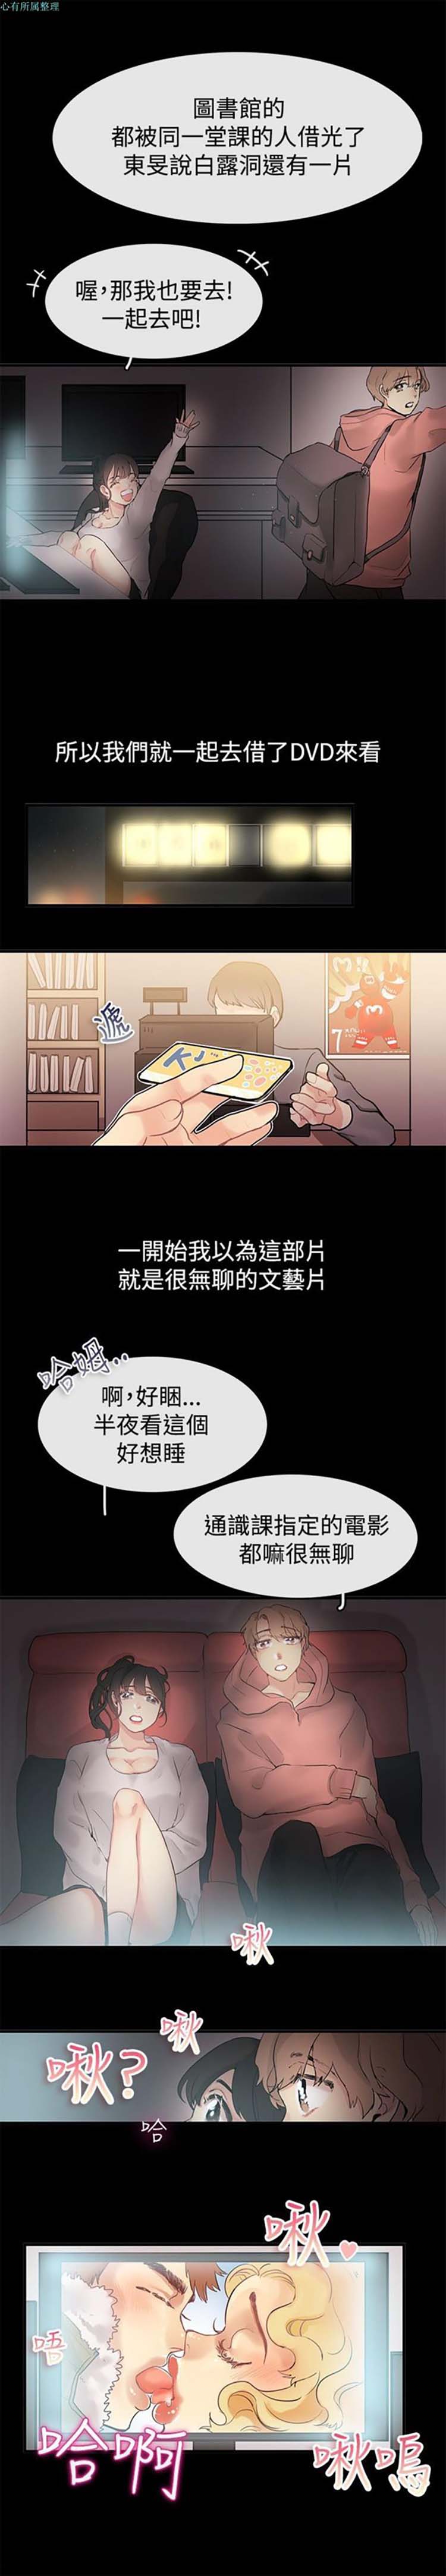 心有所属整理
圖書館的
都被同一堂課的人借光了
東旻說白露洞還有一片
喔，那我也要去！
一起去吧！
所以我們就一起去借了DVD來看
7
遞
K
一開始我以為這部片
就是很無聊的文藝片
哈姆..
啊，好睏...
半夜看這個
好想睡
通識課指定的電影
都嘛很無聊
啾
啾
啾？
哈
啾♥
唔
哈啊
啾嗚